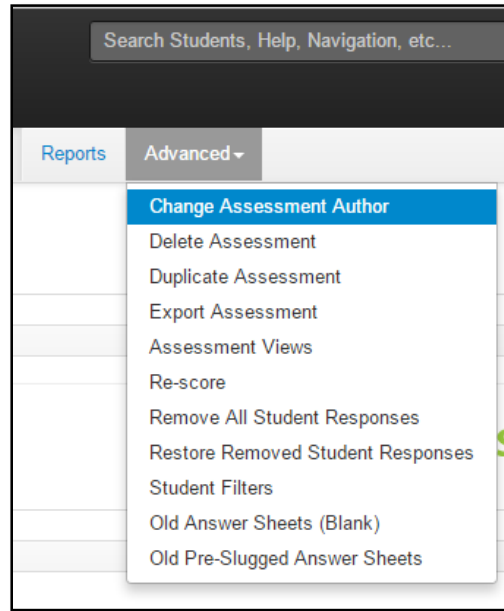 Search Students, Help, Navigation, etc...
Reports Advanced
Change Assessment Author
Delete Assessment
Duplicate Assessment
Export Assessment
Assessment Views
Re-score
Remove All Student Responses
Restore Removed Student Responses
Student Filters
Old Answer Sheets (Blank)
Old Pre-Slugged Answer Sheets